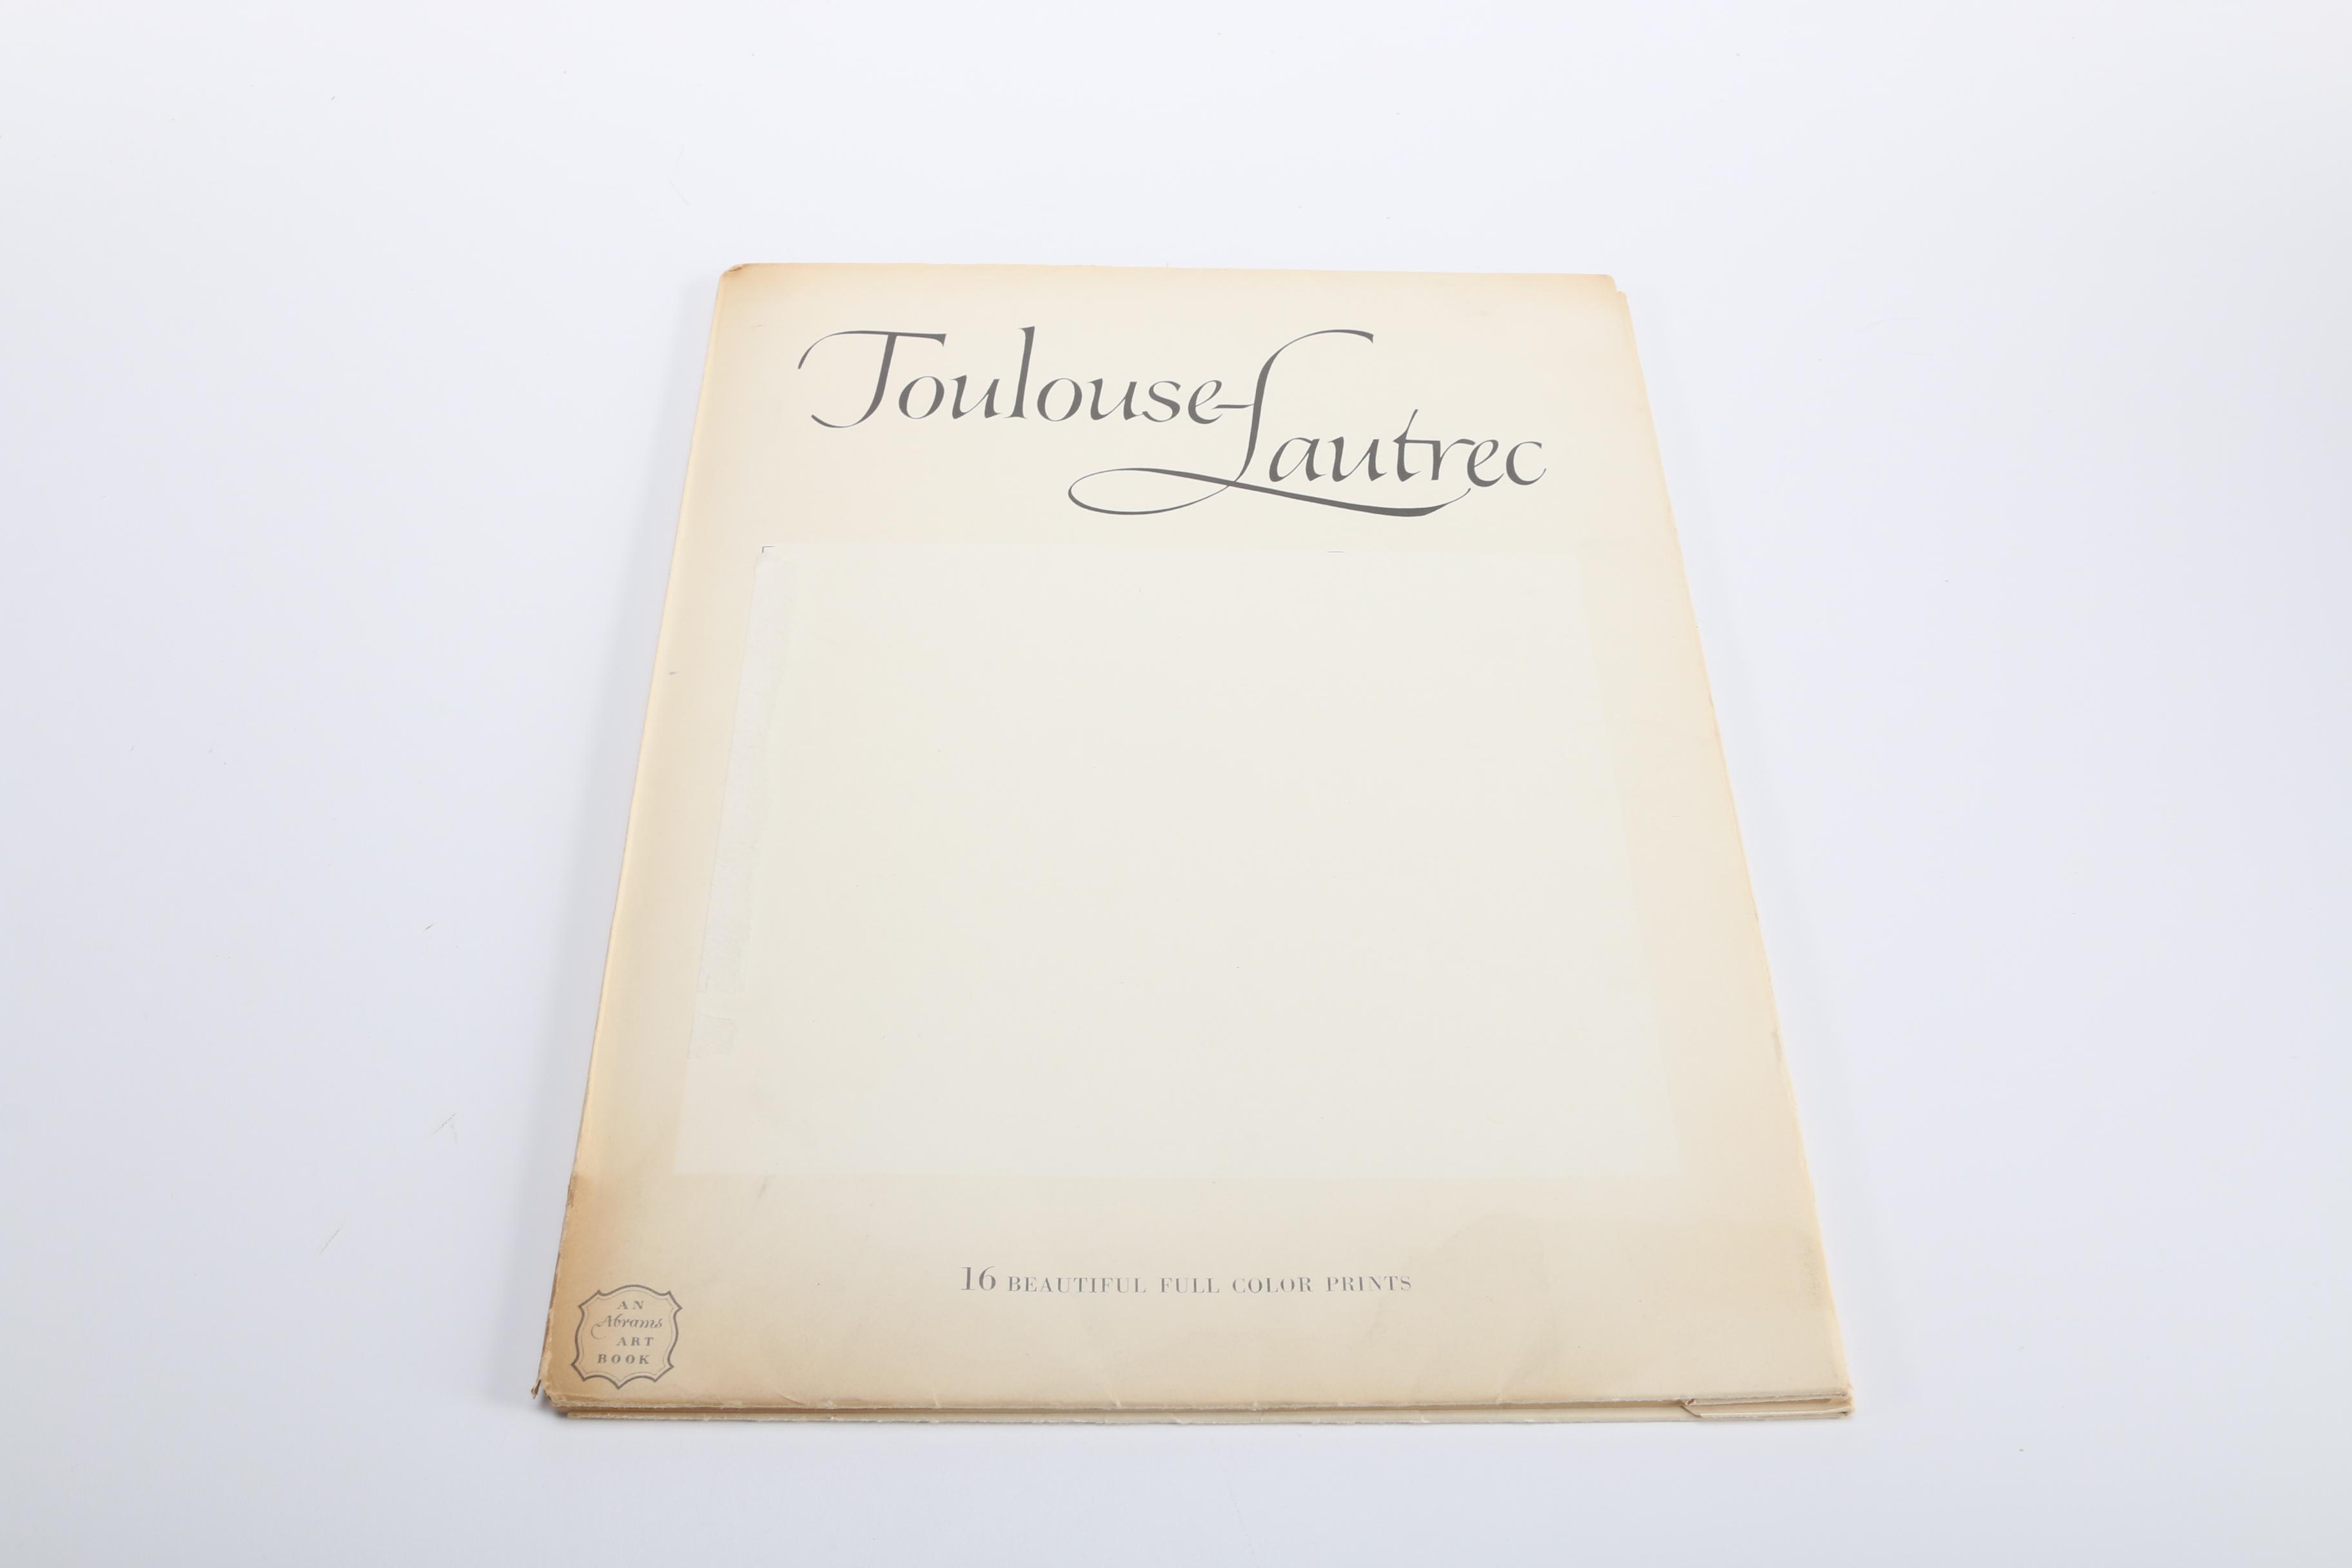 Toulouse-
Lautrec
16 BEAUTIFUL FULL COLOR PRINTS
AN
Abrams
ART
BOOK